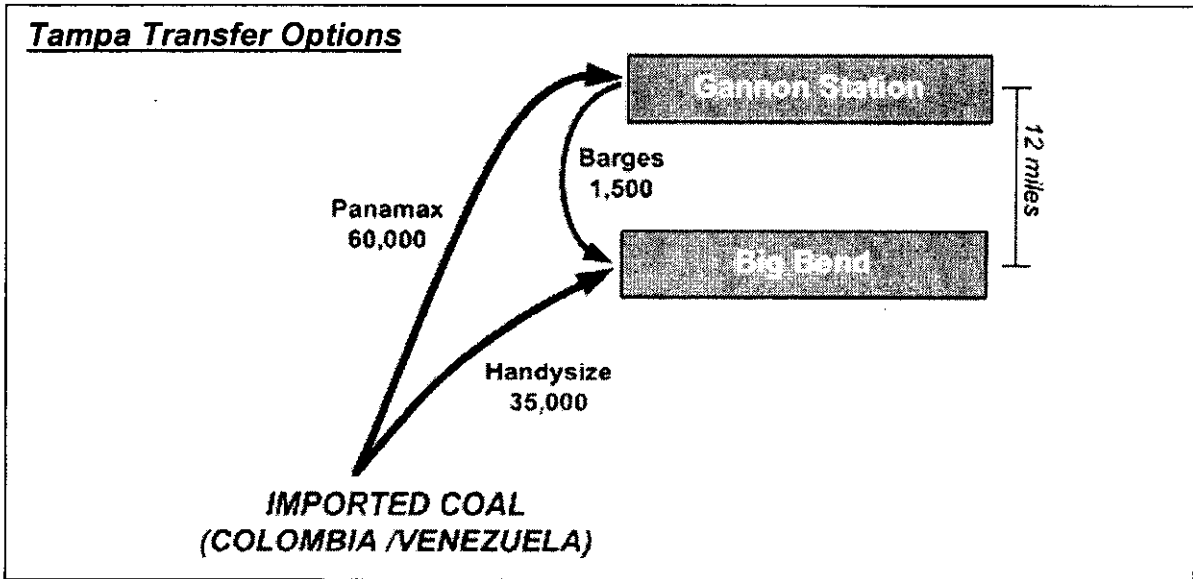 Tampa Transfer Options
Gannon Station
Barges
1,500
12 miles
Panamax
60,000
Big Bend
Handysize
35,000
IMPORTED COAL
(COLOMBIA /VENEZUELA)